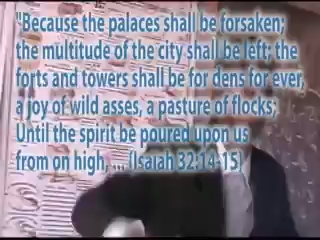 "Because the palaces shall be forsaken;
the multitude of the city shall be left; the
forts and towers shall be for dens for ever,
a joy of wild asses, a pasture of flocks;
Until the spirit be poured upon us
from on high, ... (Isaiah 32:14-15)